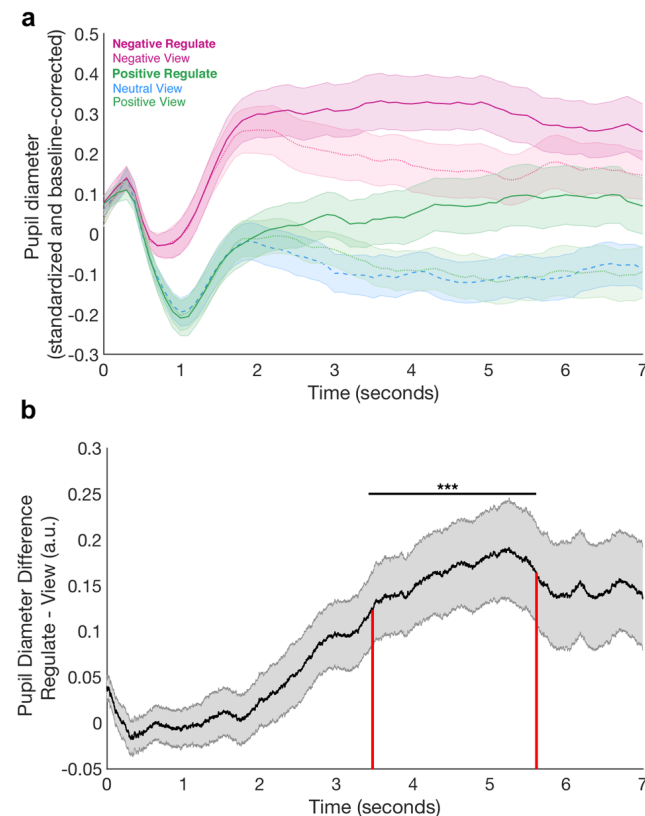 a
Pupil diameter
(standardized and baseline-corrected)
0.5
0.4
0.3
0.2
0.1
0
-0.1
-0.2
-0.3
Negative Regulate
Negative View
Positive Regulate
Neutral View
Positive View
0 1 2 3 4 5 6 7
Time (seconds)
b
Pupil Diameter Difference
Regulate - View (a.u.)
0.3
0.25
0.2
0.15
0.1
0.05
0
-0.05
***
0 1 2 3 4 5 6 7
Time (seconds)